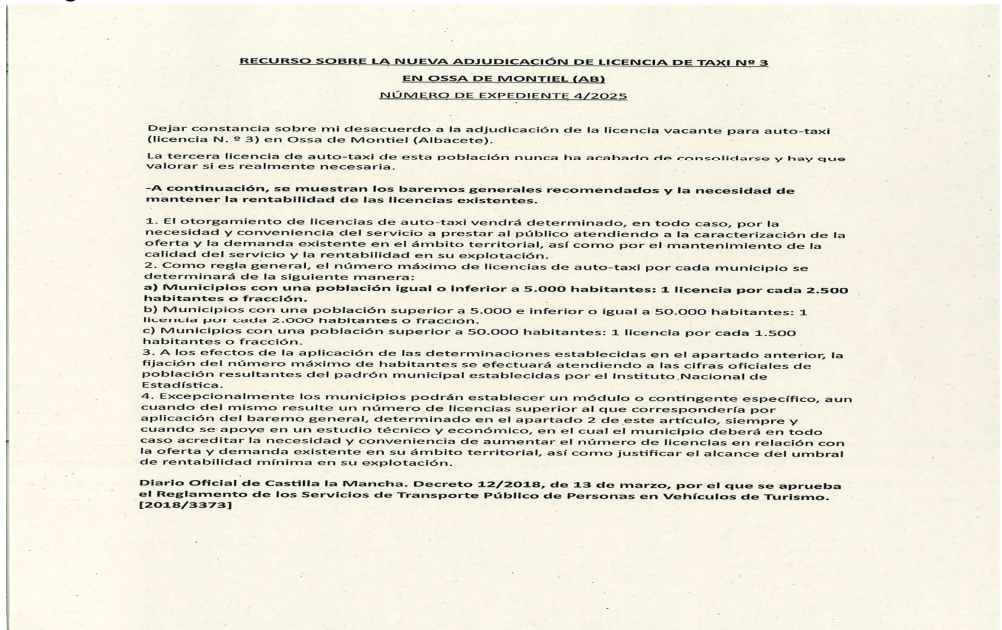 RECURSO SOBRE LA NUEVA ADJUDICACIÓN DE LICENCIA DE TAXI Nº 3
EN OSSA DE MONTIEL (AB)
NÚMERO DE EXPEDIENTE 4/2025
Dejar constancia sobre mi desacuerdo a la adjudicación de la licencia vacante para auto-taxi
(licencia N. º 3) en Ossa de Montiel (Albacete).
La tercera licencia de auto-taxi de esta población nunca ha acabado de consolidarse y hay que
valorar si es realmente necesaria.
-A continuación, se muestran los baremos generales recomendados y la necesidad de
mantener la rentabilidad de las licencias existentes.
1. El otorgamiento de licencias de auto-taxi vendrá determinado, en todo caso, por la
necesidad y conveniencia del servicio a prestar al público atendiendo a la caracterización de la
oferta y la demanda existente en el ámbito territorial, así como por el mantenimiento de la
calidad del servicio y la rentabilidad en su explotación.
2. Como regla general, el número máximo de licencias de auto-taxi por cada municipio se
determinará de la siguiente manera:
a) Municipios con una población igual o inferior a 5.000 habitantes: 1 licencia por cada 2.500
habitantes o fracción.
b) Municipios con una población superior a 5.000 e inferior o igual a 50.000 habitantes: 1
licencia por cada 2.000 habitantes o fracción.
c) Municipios con una población superior a 50.000 habitantes: 1 licencia por cada 1.500
habitantes o fracción.
3. A los efectos de la aplicación de las determinaciones establecidas en el apartado anterior, la
fijación del número máximo de habitantes se efectuará atendiendo a las cifras oficiales de
población resultantes del padrón municipal establecidas por el Instituto Nacional de
Estadística.
4. Excepcionalmente los municipios podrán establecer un módulo o contingente específico, aun
cuando del mismo resulte un número de licencias superior al que correspondería por
aplicación del baremo general, determinado en el apartado 2 de este artículo, siempre y
cuando se apoye en un estudio técnico y económico, en el cual el municipio deberá en todo
caso acreditar la necesidad y conveniencia de aumentar el número de licencias en relación con
la oferta y demanda existente en su ámbito territorial, así como justificar el alcance del umbral
de rentabilidad mínima en su explotación.
Diario Oficial de Castilla la Mancha. Decreto 12/2018, de 13 de marzo, por el que se aprueba
el Reglamento de los Servicios de Transporte Público de Personas en Vehículos de Turismo.
[2018/3373]